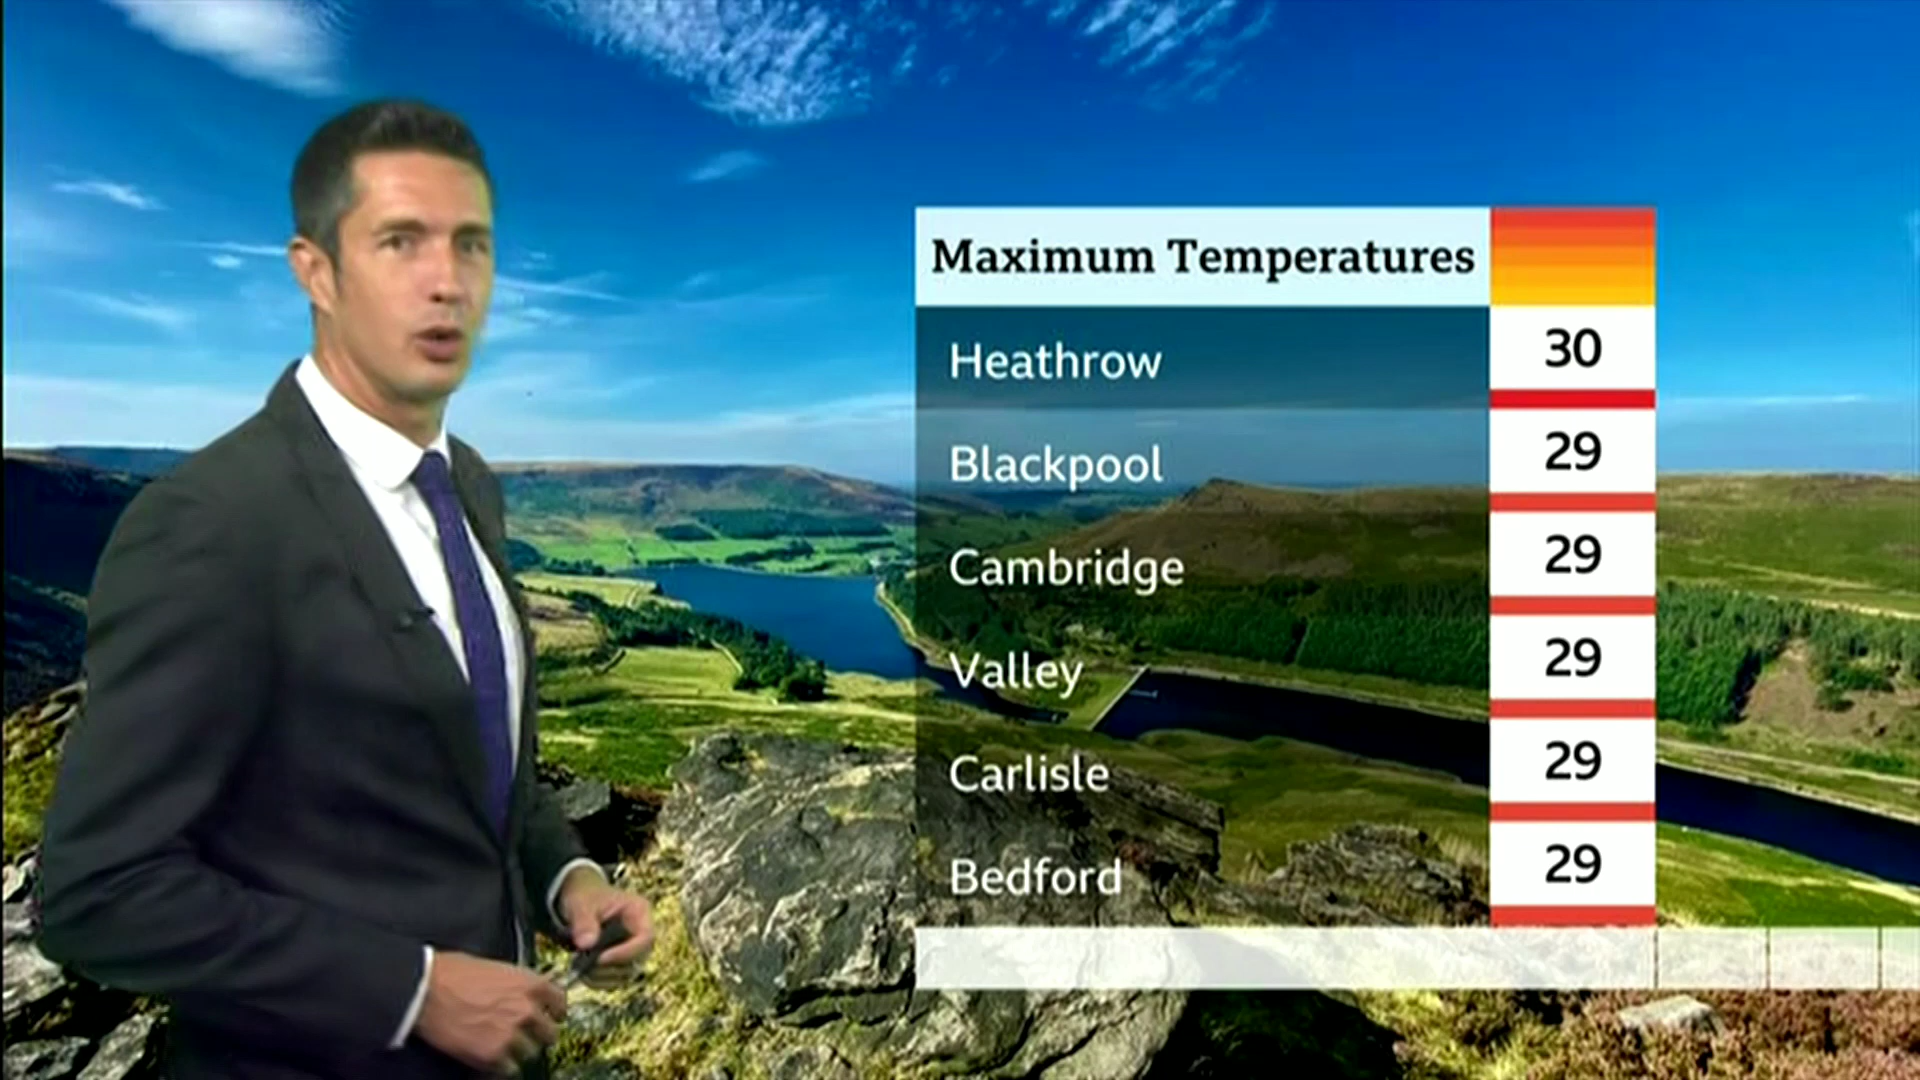 Maximum Temperatures
Heathrow 30
Blackpool 29
Cambridge 29
Valley 29
Carlisle 29
Bedford 29